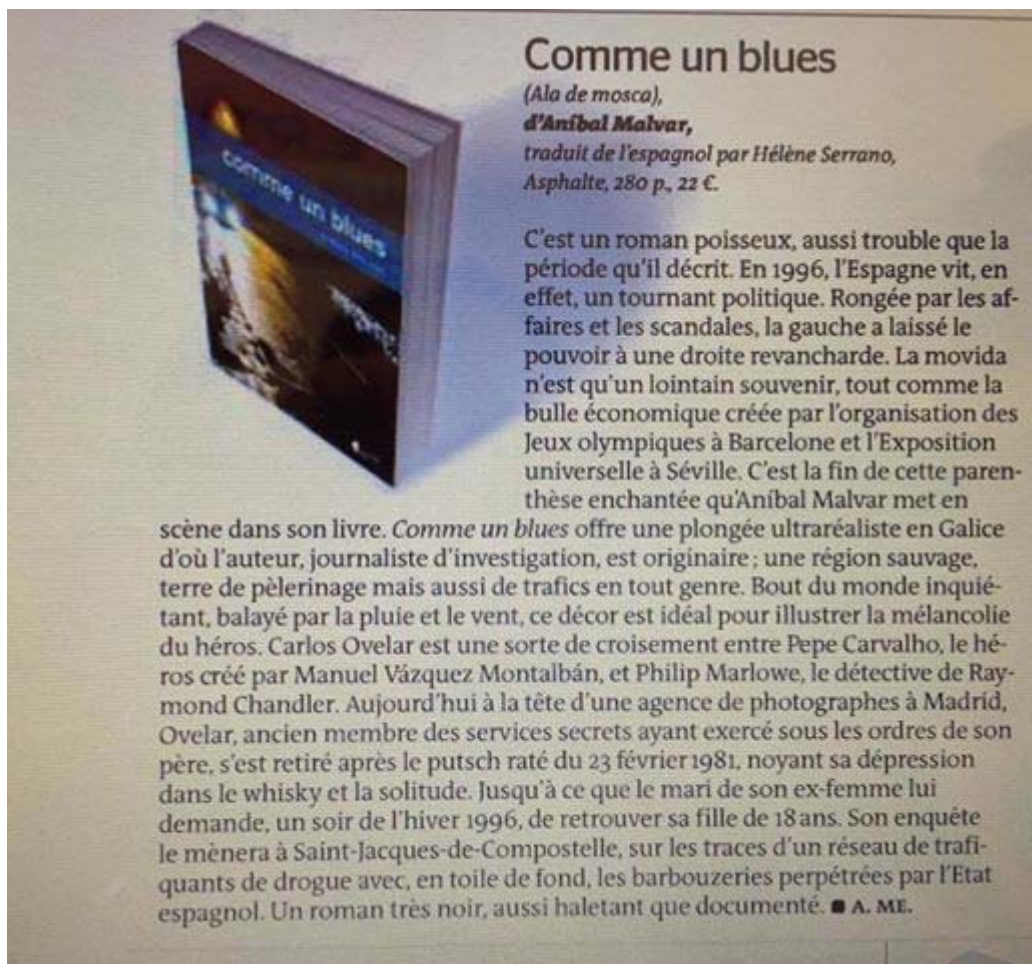 Comme un blues
(Ala de mosca),
d'Aníbal Malvar,
traduit de l'espagnol par Hélène Serrano,
Asphalte, 280 p., 22 €.
comme un blues
C'est un roman poisseux, aussi trouble que la
période qu'il décrit. En 1996, l'Espagne vit, en
effet, un tournant politique. Rongée par les af-
faires et les scandales, la gauche a laissé le
pouvoir à une droite revancharde. La movida
n'est qu'un lointain souvenir, tout comme la
bulle économique créée par l'organisation des
Jeux olympiques à Barcelone et l'Exposition
universelle à Séville. C'est la fin de cette paren-
thèse enchantée qu'Aníbal Malvar met en
scène dans son livre. Comme un blues offre une plongée ultraréaliste en Galice
d'où l'auteur, journaliste d'investigation, est originaire ; une région sauvage,
terre de pèlerinage mais aussi de trafics en tout genre. Bout du monde inquié-
tant, balayé par la pluie et le vent, ce décor est idéal pour illustrer la mélancolie
du héros. Carlos Ovelar est une sorte de croisement entre Pepe Carvalho, le hé-
ros créé par Manuel Vázquez Montalbán, et Philip Marlowe, le détective de Ray-
mond Chandler. Aujourd'hui à la tête d'une agence de photographes à Madrid,
Ovelar, ancien membre des services secrets ayant exercé sous les ordres de son
père, s'est retiré après le putsch raté du 23 février 1981, noyant sa dépression
dans le whisky et la solitude. Jusqu'à ce que le mari de son ex-femme lui
demande, un soir de l'hiver 1996, de retrouver sa fille de 18 ans. Son enquête
le mènera à Saint-Jacques-de-Compostelle, sur les traces d'un réseau de trafi-
quants de drogue avec, en toile de fond, les barbouzeries perpétrées par l'Etat
espagnol. Un roman très noir, aussi haletant que documenté. ■ A. ME.